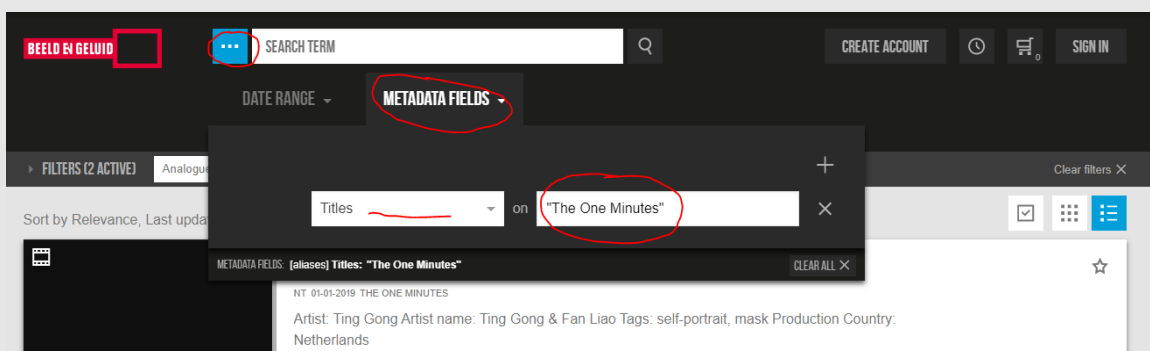 BEELD EN GELUID
SEARCH TERM
CREATE ACCOUNT
0
SIGN IN
DATE RANGE
METADATA FIELDS
FILTERS (2 ACTIVE)
Analogue
Clear filters
Titles on "The One Minutes"
Sort by Relevance, Last upda
METADATA FIELDS: [aliases] Titles: "The One Minutes"
CLEAR ALL
NT 01-01-2019 THE ONE MINUTES
Artist: Ting Gong Artist name: Ting Gong & Fan Liao Tags: self-portrait, mask Production Country:
Netherlands